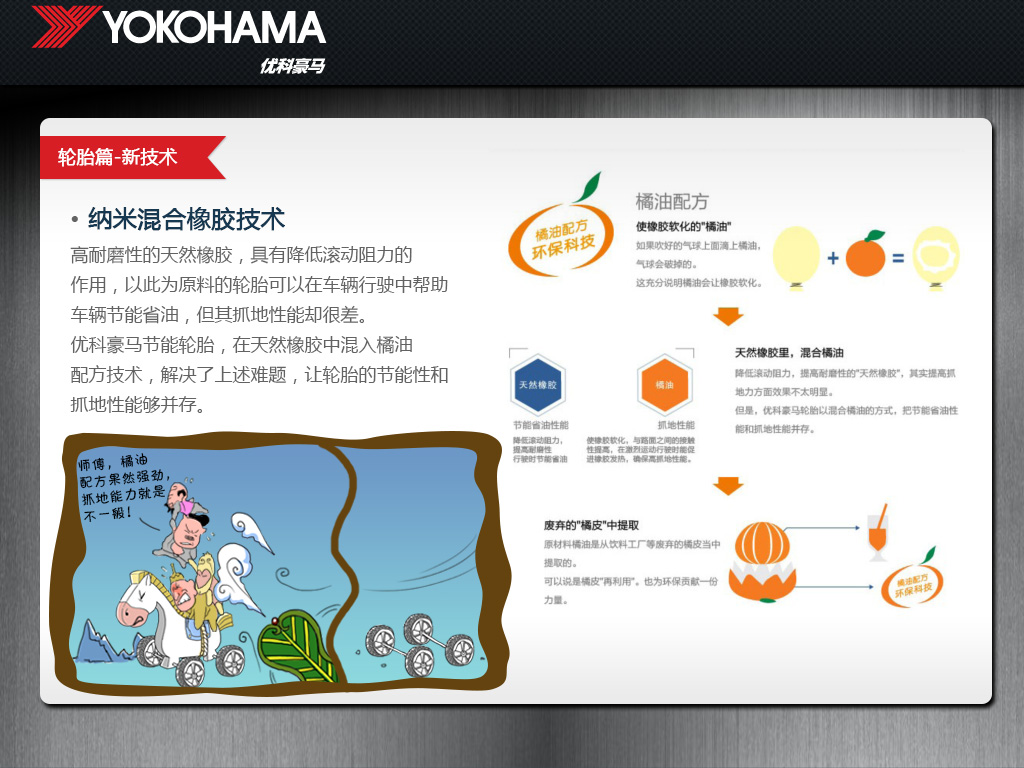 YOKOHAMA
优科豪马
轮胎篇-新技术
• 纳米混合橡胶技术
高耐磨性的天然橡胶，具有降低滚动阻力的
作用，以此为原料的轮胎可以在车辆行驶中帮助
车辆节能省油，但其抓地性能却很差。
优科豪马节能轮胎，在天然橡胶中混入橘油
配方技术，解决了上述难题，让轮胎的节能性和
抓地性能够并存。
师傅，橘油
配方果然强劲，
抓地能力就是
不一般！
橘油配方
环保科技
橘油配方
使橡胶软化的"橘油"
如果吹好的气球上面滴上橘油，
气球会破掉的。
这充分说明橘油会让橡胶软化。
+ =
天然橡胶
节能省油性能
降低滚动阻力，
提高耐磨性
行驶时节能省油
橘油
抓地性能
使橡胶软化，与路面之间的接触
性提高，在激烈运动行驶时能促
进橡胶发热，确保高抓地性能。
天然橡胶里，混合橘油
降低滚动阻力，提高耐磨性的"天然橡胶"，其实提高抓
地力方面效果不太明显。
但是，优科豪马轮胎以混合橘油的方式，把节能省油性
能和抓地性能并存。
废弃的"橘皮"中提取
原材料橘油是从饮料工厂等废弃的橘皮当中
提取的。
可以说是橘皮"再利用"。也为环保贡献一份
力量。
橘油配方
环保科技